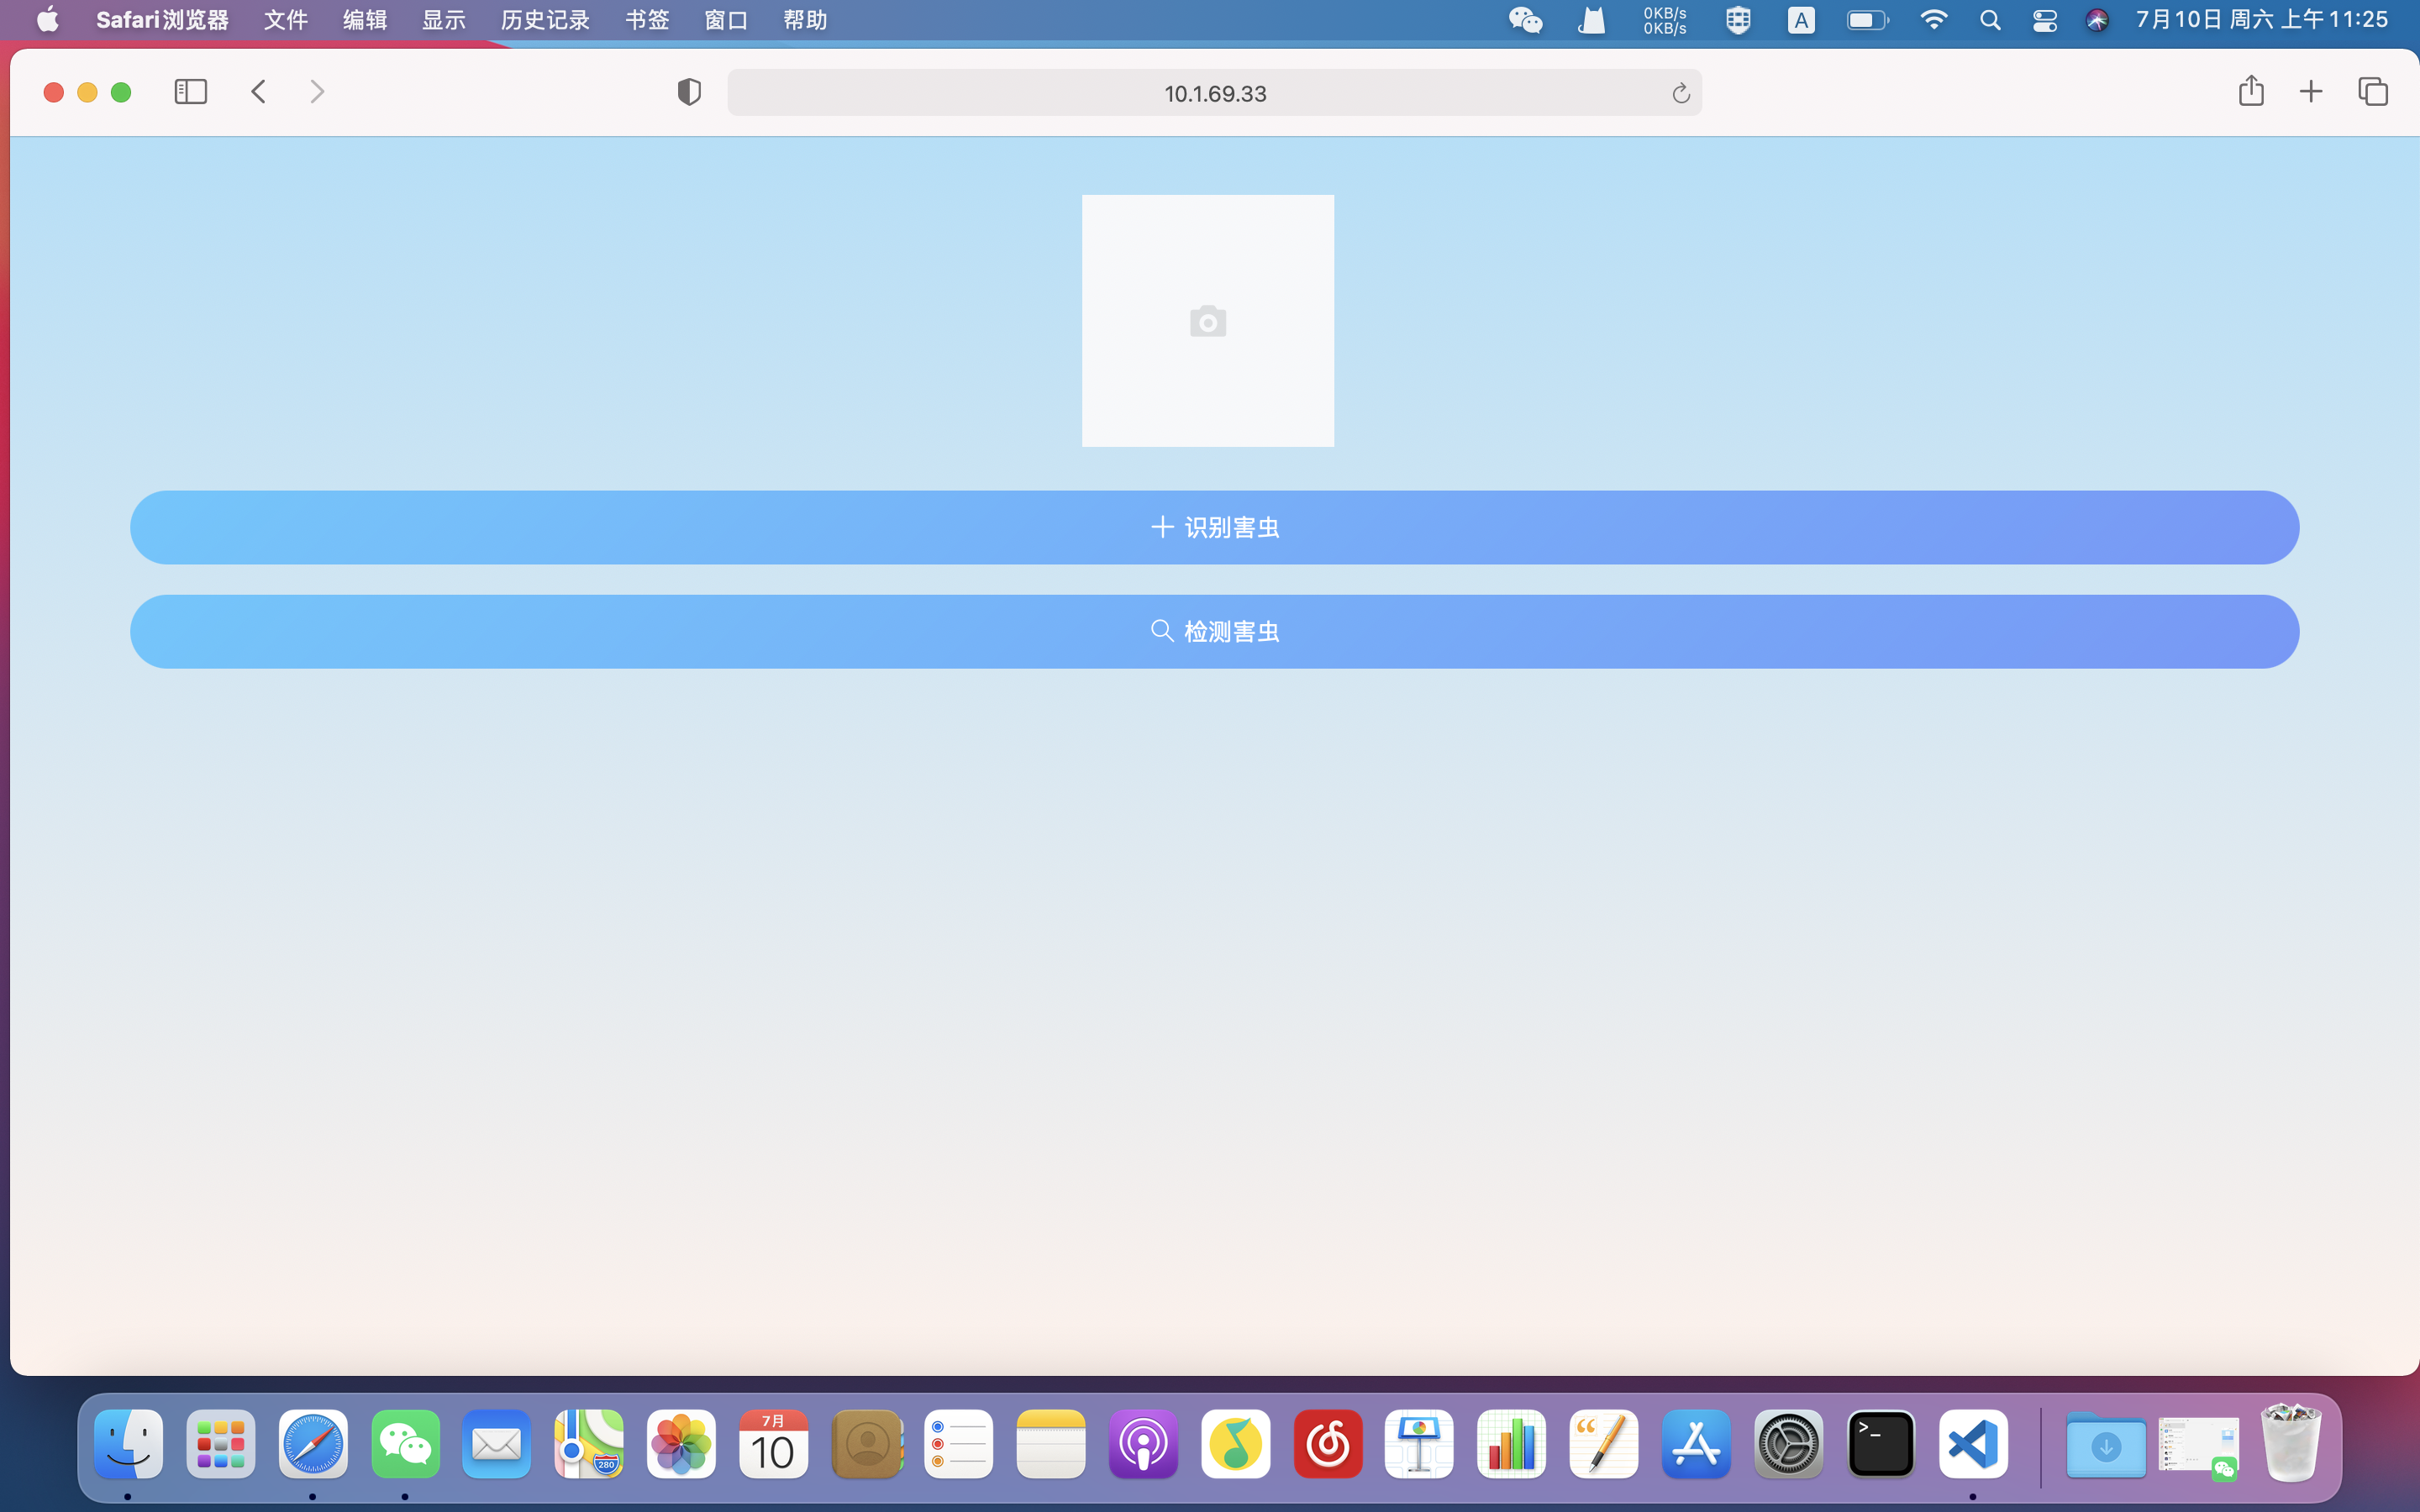 Safari浏览器 文件 编辑 显示 历史记录 书签 窗口 帮助
0KB/s
0KB/s
A
7月10日 周六 上午11:25
10.1.69.33
识别害虫
检测害虫
280
7月
10
>_